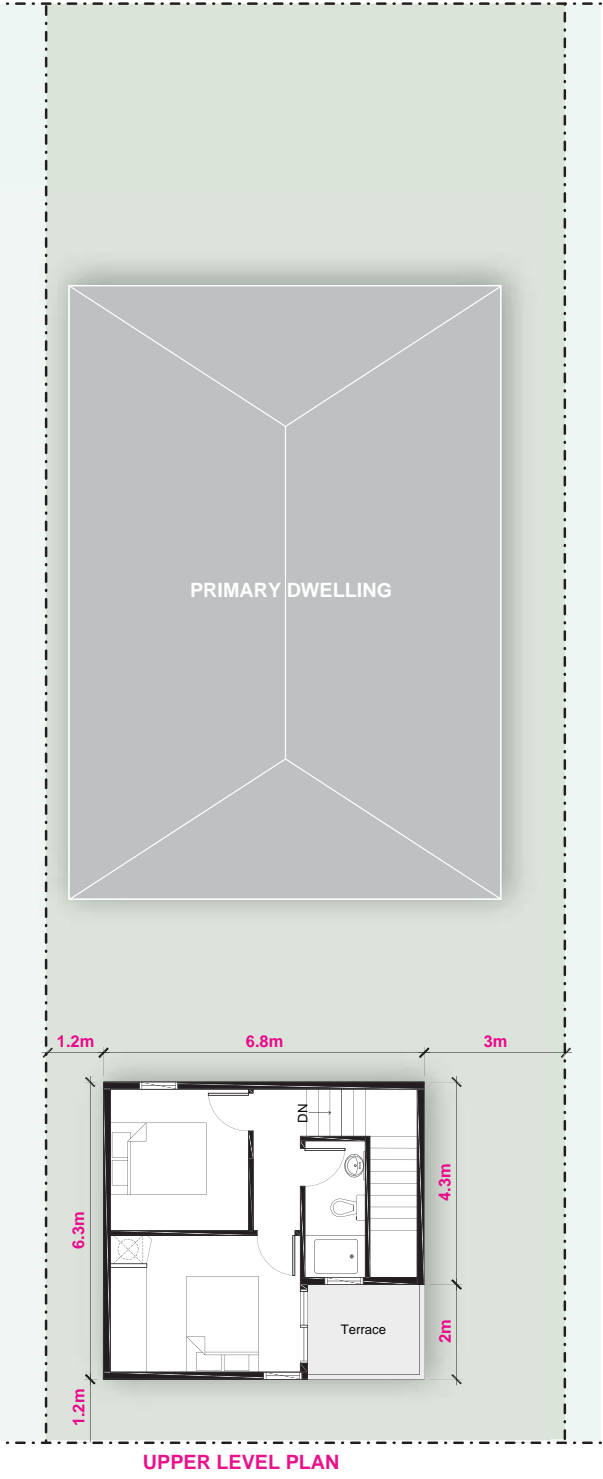 PRIMARY DWELLING
1.2m
6.8m
3m
DN
6.3m
4.3m
Terrace
2m
1.2m
UPPER LEVEL PLAN